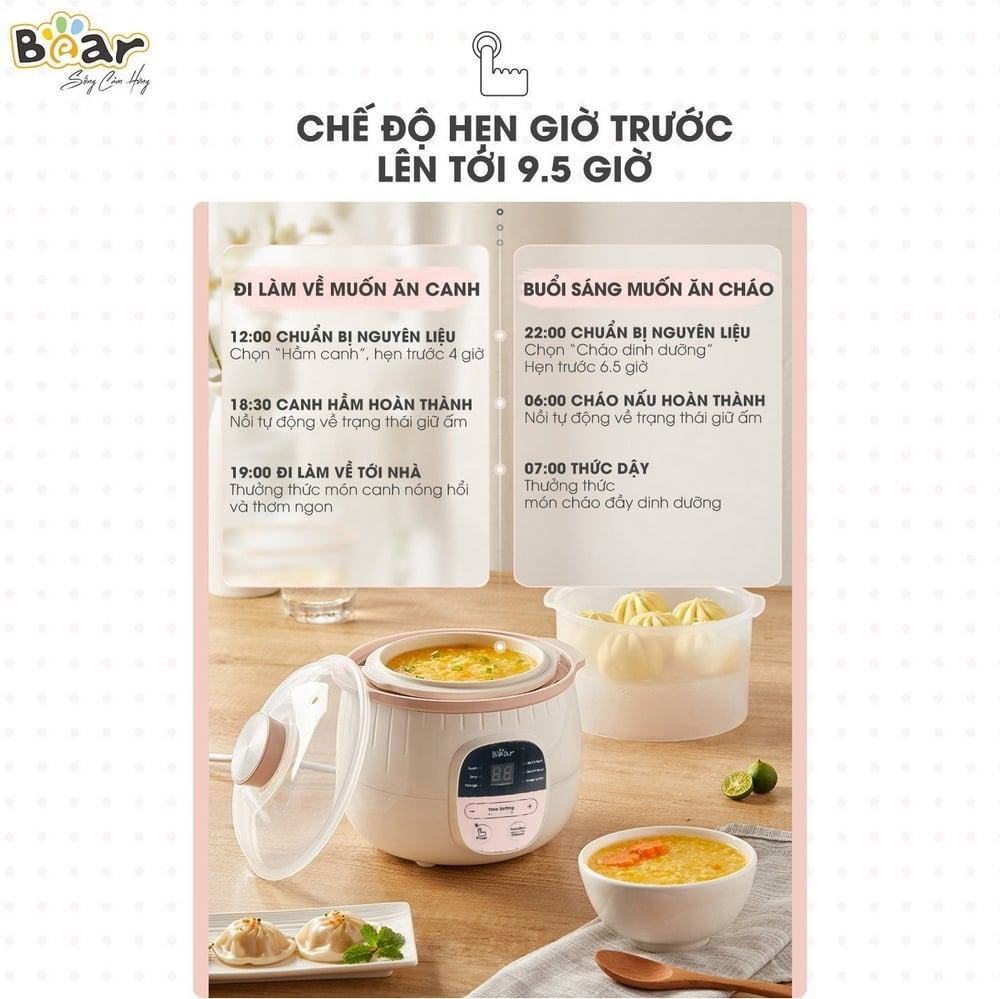 Bear
Sống Cảm Hứng
CHẾ ĐỘ HẸN GIỜ TRƯỚC
LÊN TỚI 9.5 GIỜ
ĐI LÀM VỀ MUỐN ĂN CANH
12:00 CHUẨN BỊ NGUYÊN LIỆU
Chọn "Hầm canh", hẹn trước 4 giờ
18:30 CANH HẦM HOÀN THÀNH
Nồi tự động về trạng thái giữ ấm
19:00 ĐI LÀM VỀ TỚI NHÀ
Thưởng thức món canh nóng hổi
và thơm ngon
BUỔI SÁNG MUỐN ĂN CHÁO
22:00 CHUẨN BỊ NGUYÊN LIỆU
Chọn "Cháo dinh dưỡng"
Hẹn trước 6.5 giờ
06:00 CHÁO NẤU HOÀN THÀNH
Nồi tự động về trạng thái giữ ấm
07:00 THỨC DẬY
Thưởng thức
món cháo đầy dinh dưỡng
Bear
88
- Time Setting +